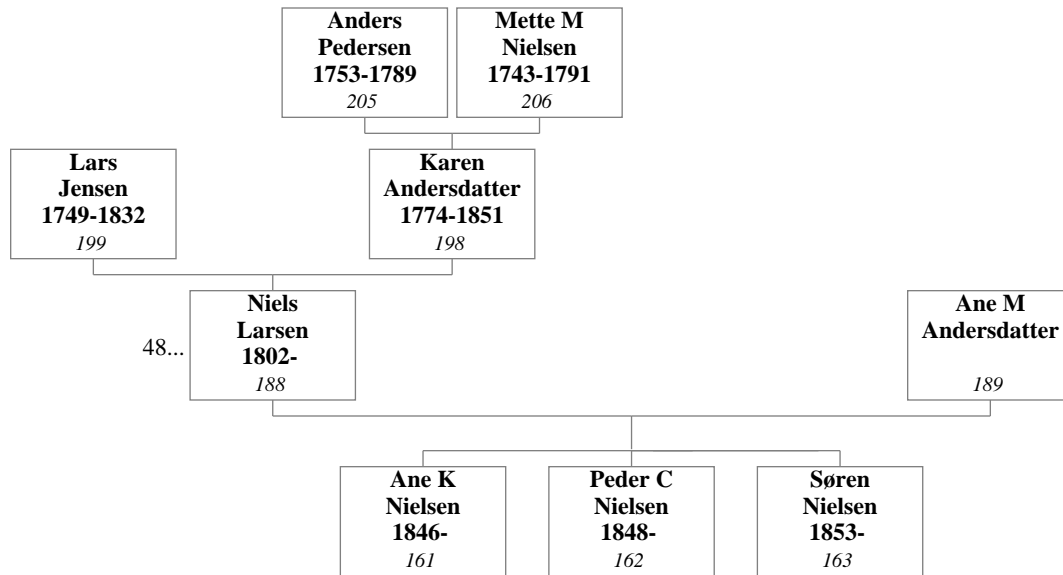 Anders
Pedersen
1753-1789
205
Mette M
Nielsen
1743-1791
206
Lars
Jensen
1749-1832
199
Karen
Andersdatter
1774-1851
198
48...
Niels
Larsen
1802-
188
Ane M
Andersdatter
189
Ane K
Nielsen
1846-
161
Peder C
Nielsen
1848-
162
Søren
Nielsen
1853-
163